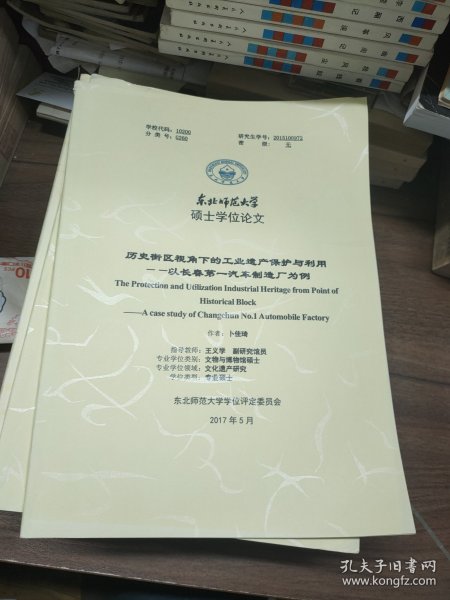 学校代码：10200
研究生学号：2015100972
分 类 号：G260
密 级：无
东北师范大学
硕士学位论文
历史街区视角下的工业遗产保护与利用
——以长春第一汽车制造厂为例
The Protection and Utilization Industrial Heritage from Point of
Historical Block
——A case study of Changchun No.1 Automobile Factory
作者：卜佳琦
指导教师：王义学 副研究馆员
专业学位类别：文物与博物馆硕士
专业学位领域：文化遗产研究
学位类型：专业硕士
东北师范大学学位评定委员会
2017 年 5 月
孔夫子旧书网
www.kongfz.com